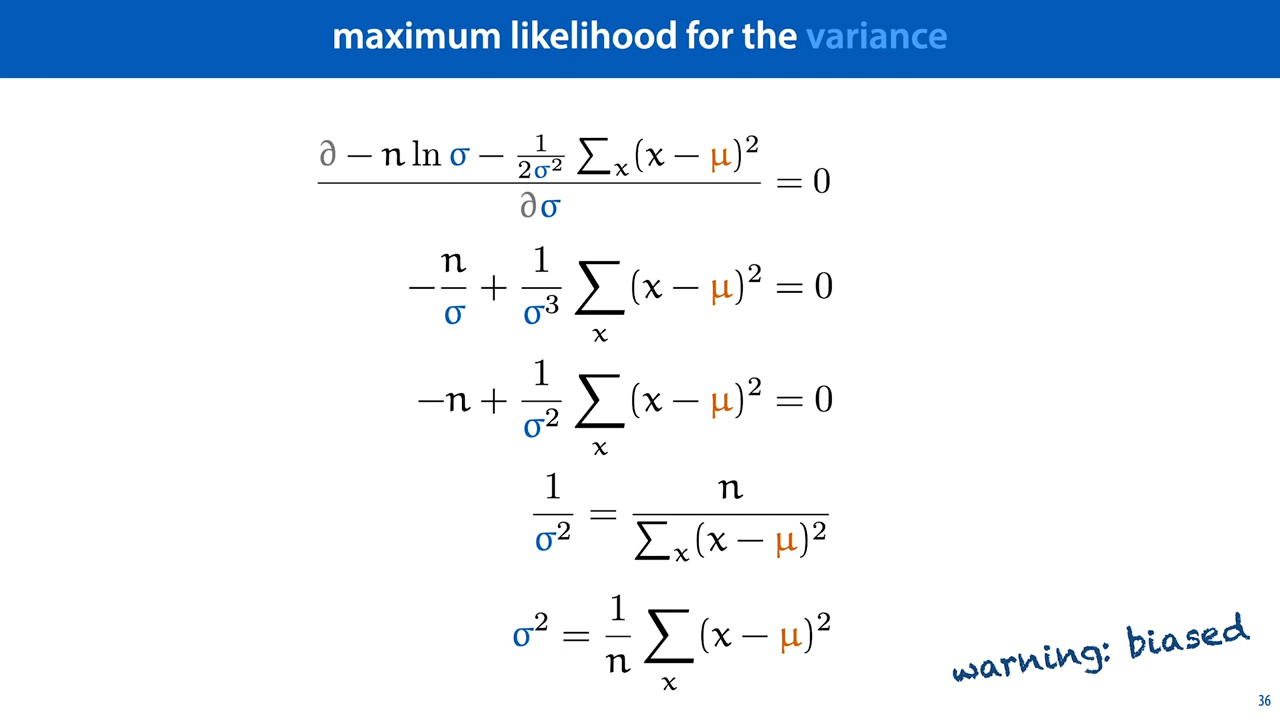 maximum likelihood for the variance
∂ − n ln σ − 1/2σ² ∑ₓ(x − μ)² / ∂σ = 0
−n/σ + 1/σ³ ∑ₓ (x − μ)² = 0
−n + 1/σ² ∑ₓ (x − μ)² = 0
1/σ² = n/∑ₓ(x − μ)²
σ² = 1/n ∑ₓ (x − μ)²
warning: biased
36